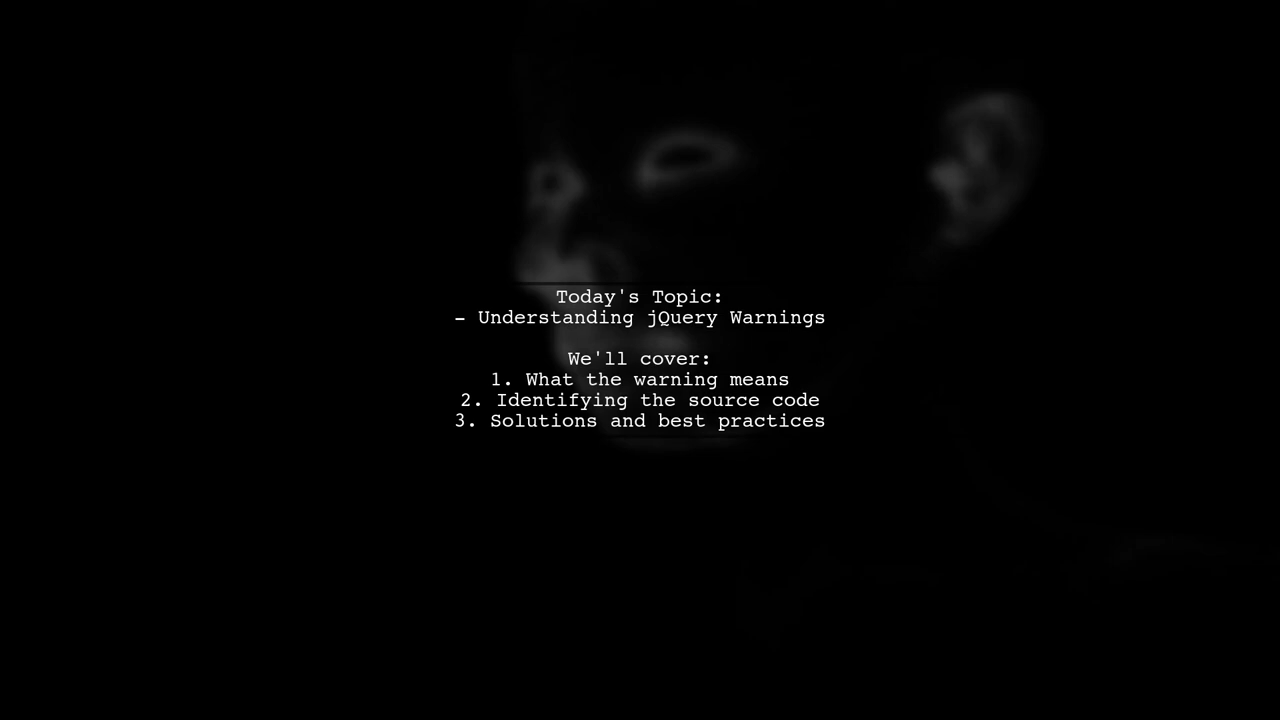 Today's Topic:
– Understanding jQuery Warnings
We'll cover:
1. What the warning means
2. Identifying the source code
3. Solutions and best practices